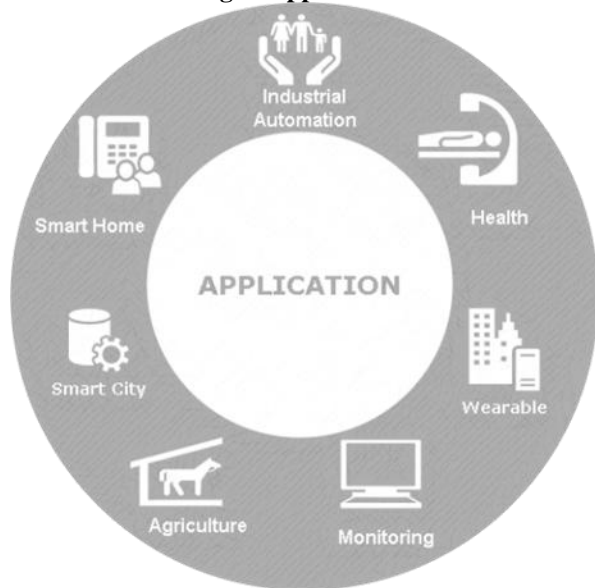 Industrial
Automation
Health
Smart Home
APPLICATION
Smart City
Wearable
Agriculture
Monitoring